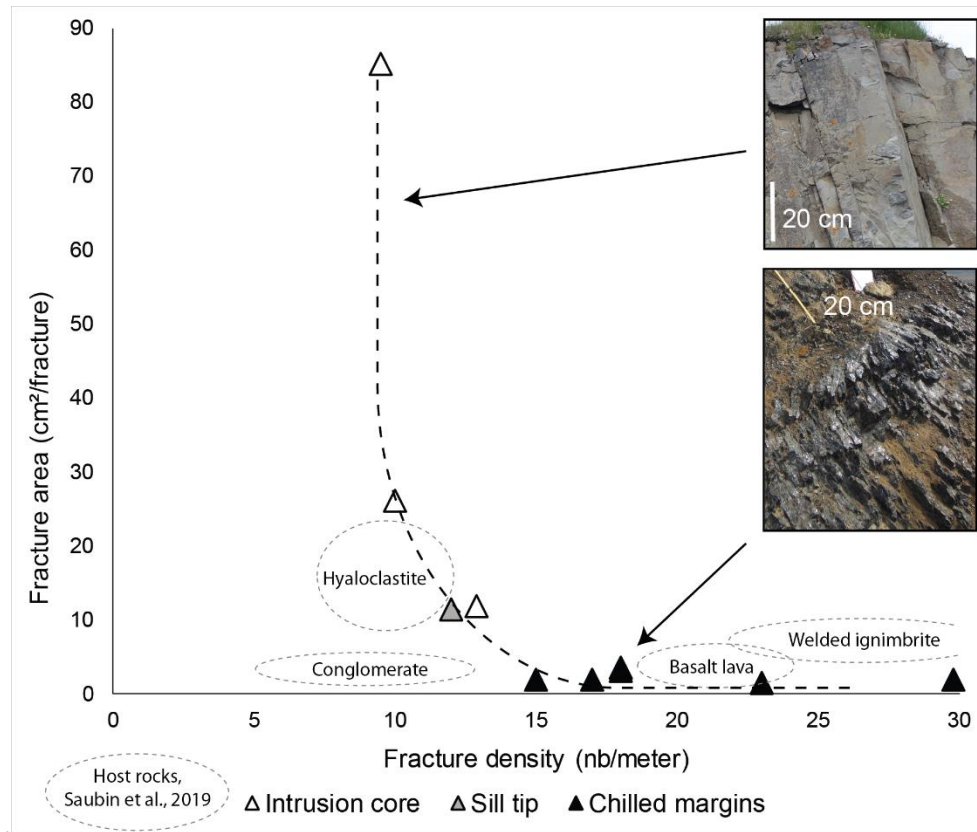 90
80
70
60
50
40
30
20
10
0
Fracture area (cm²/fracture)
0
5
10
15
20
25
30
Fracture density (nb/meter)
20 cm
20 cm
Hyaloclastite
Conglomerate
Basalt lava
Welded ignimbrite
Host rocks,
Saubin et al., 2019
Intrusion core
Sill tip
Chilled margins